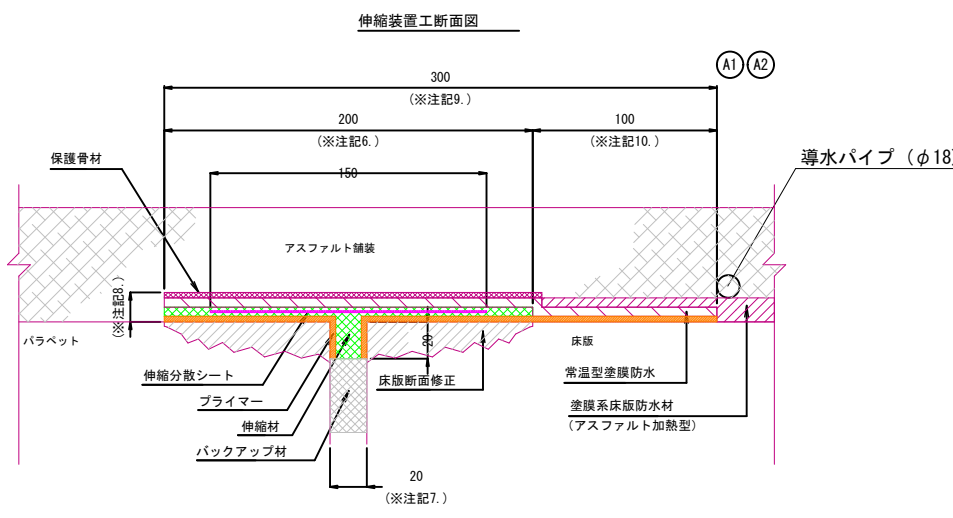 伸縮装置工断面図
A1 A2
300
(※注記9.)
200
(※注記6.)
100
(※注記10.)
保護骨材
150
導水パイプ（φ18)
アスファルト舗装
(※注記8.)
パラペット
20
床版
伸縮分散シート
床版断面修正
常温型塗膜防水
プライマー
塗膜系床版防水材
(アスファルト加熱型)
伸縮材
バックアップ材
20
(※注記7.)